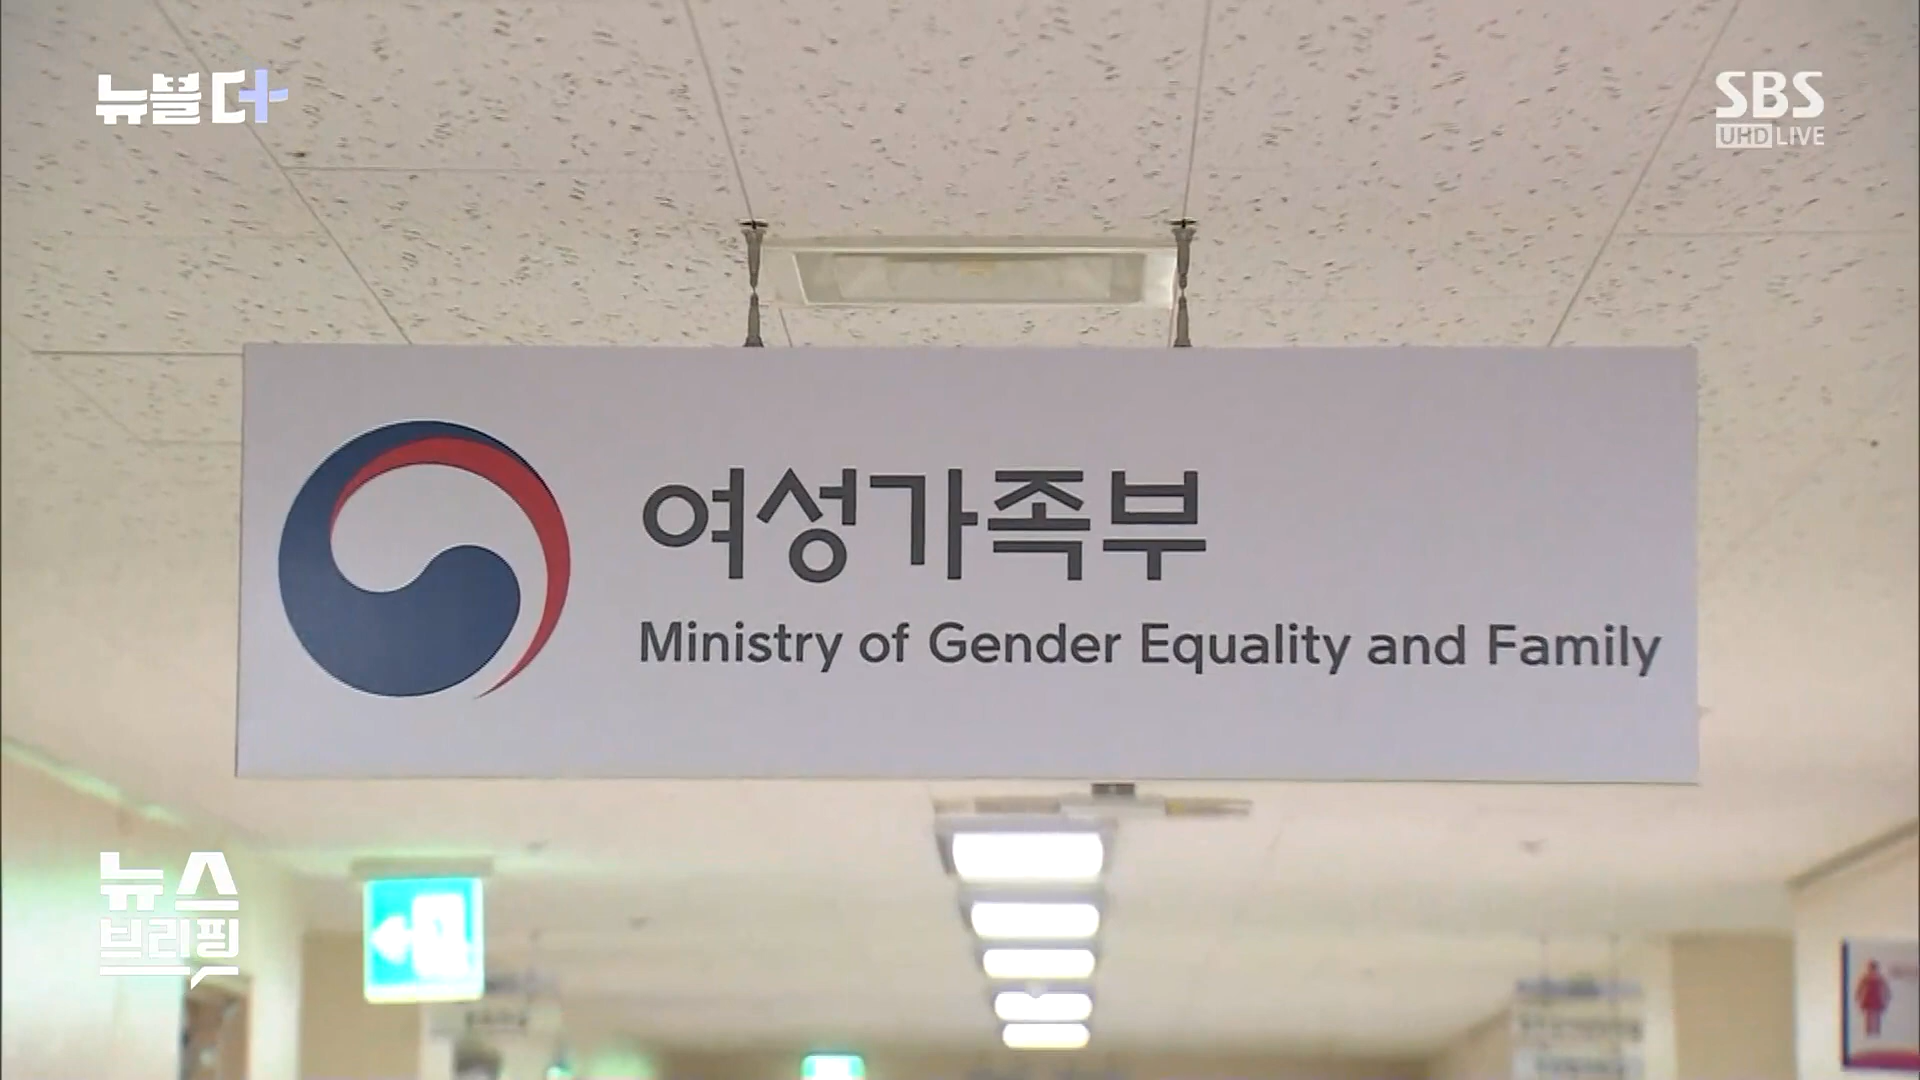 뉴블더+
SBS
UHD LIVE
여성가족부
Ministry of Gender Equality and Family
뉴스
브리핑